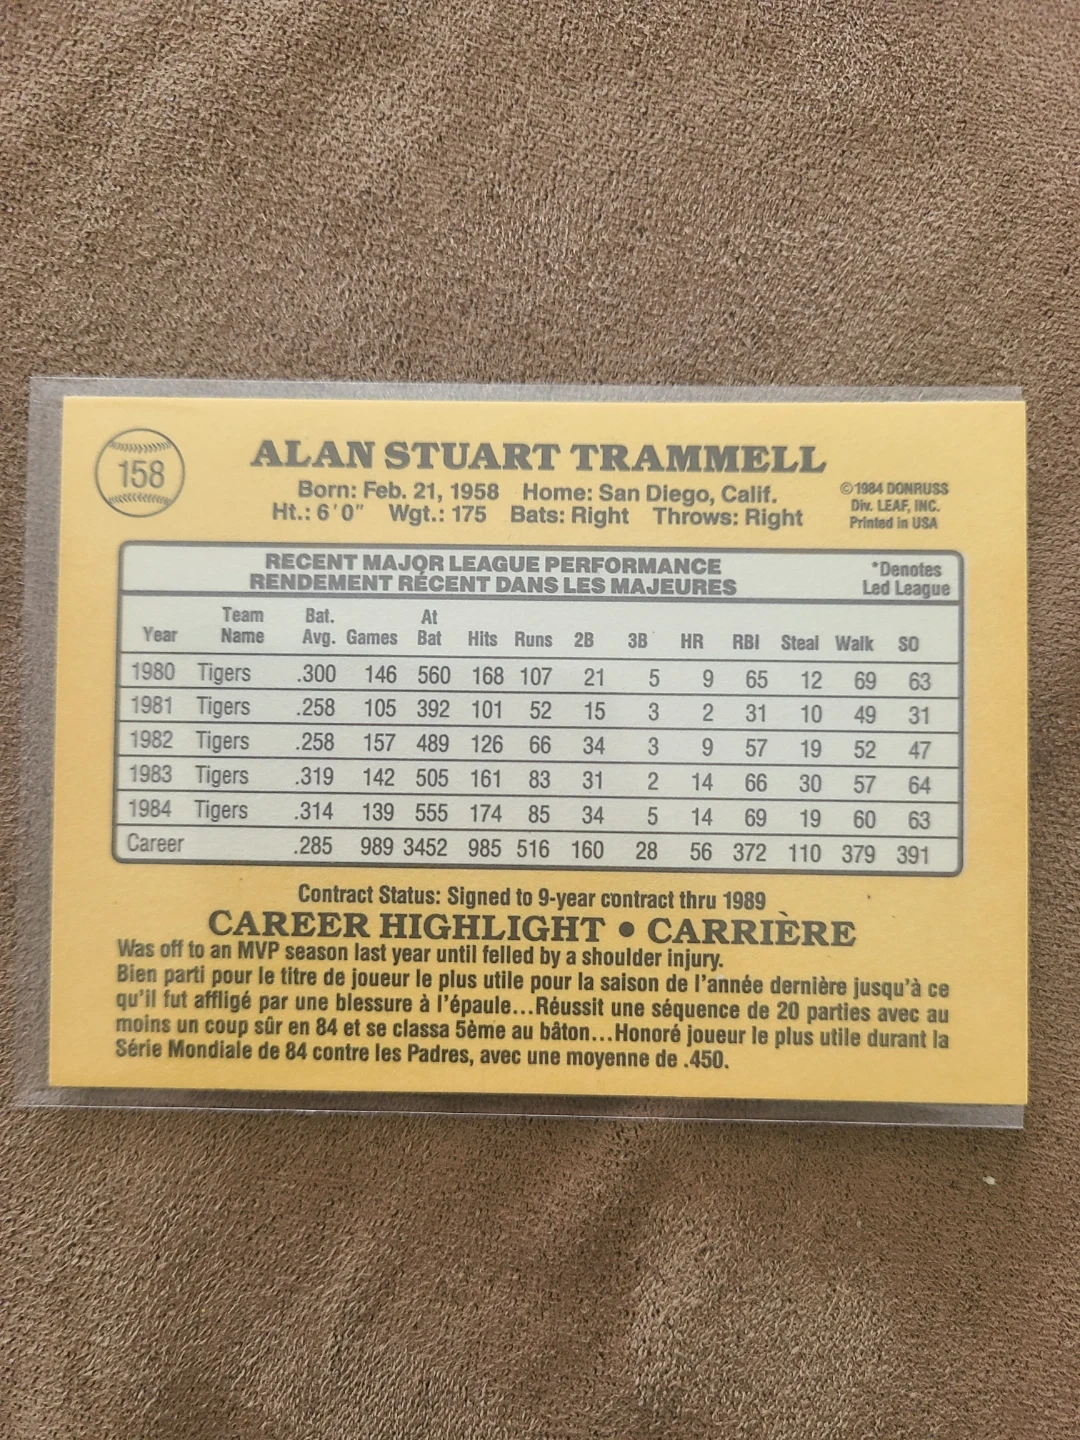 158
ALAN STUART TRAMMELL
Born: Feb. 21, 1958 Home: San Diego, Calif.
Ht.: 6'0" Wgt.: 175 Bats: Right Throws: Right
©1984 DONRUSS
Div. LEAF, INC.
Printed in USA
RECENT MAJOR LEAGUE PERFORMANCE
RENDEMENT RÉCENT DANS LES MAJEURES
*Denotes
Led League
Year Team Name Bat. Avg. Games At Bat Hits Runs 2B 3B HR RBI Steal Walk SO
1980 Tigers .300 146 560 168 107 21 5 9 65 12 69 63
1981 Tigers .258 105 392 101 52 15 3 2 31 10 49 31
1982 Tigers .258 157 489 126 66 34 3 9 57 19 52 47
1983 Tigers .319 142 505 161 83 31 2 14 66 30 57 64
1984 Tigers .314 139 555 174 85 34 5 14 69 19 60 63
Career .285 989 3452 985 516 160 28 56 372 110 379 391
Contract Status: Signed to 9-year contract thru 1989
CAREER HIGHLIGHT • CARRIÈRE
Was off to an MVP season last year until felled by a shoulder injury.
Bien parti pour le titre de joueur le plus utile pour la saison de l'année dernière jusqu'à ce
qu'il fut affligé par une blessure à l'épaule...Réussit une séquence de 20 parties avec au
moins un coup sûr en 84 et se classa 5ème au bâton...Honoré joueur le plus utile durant la
Série Mondiale de 84 contre les Padres, avec une moyenne de .450.